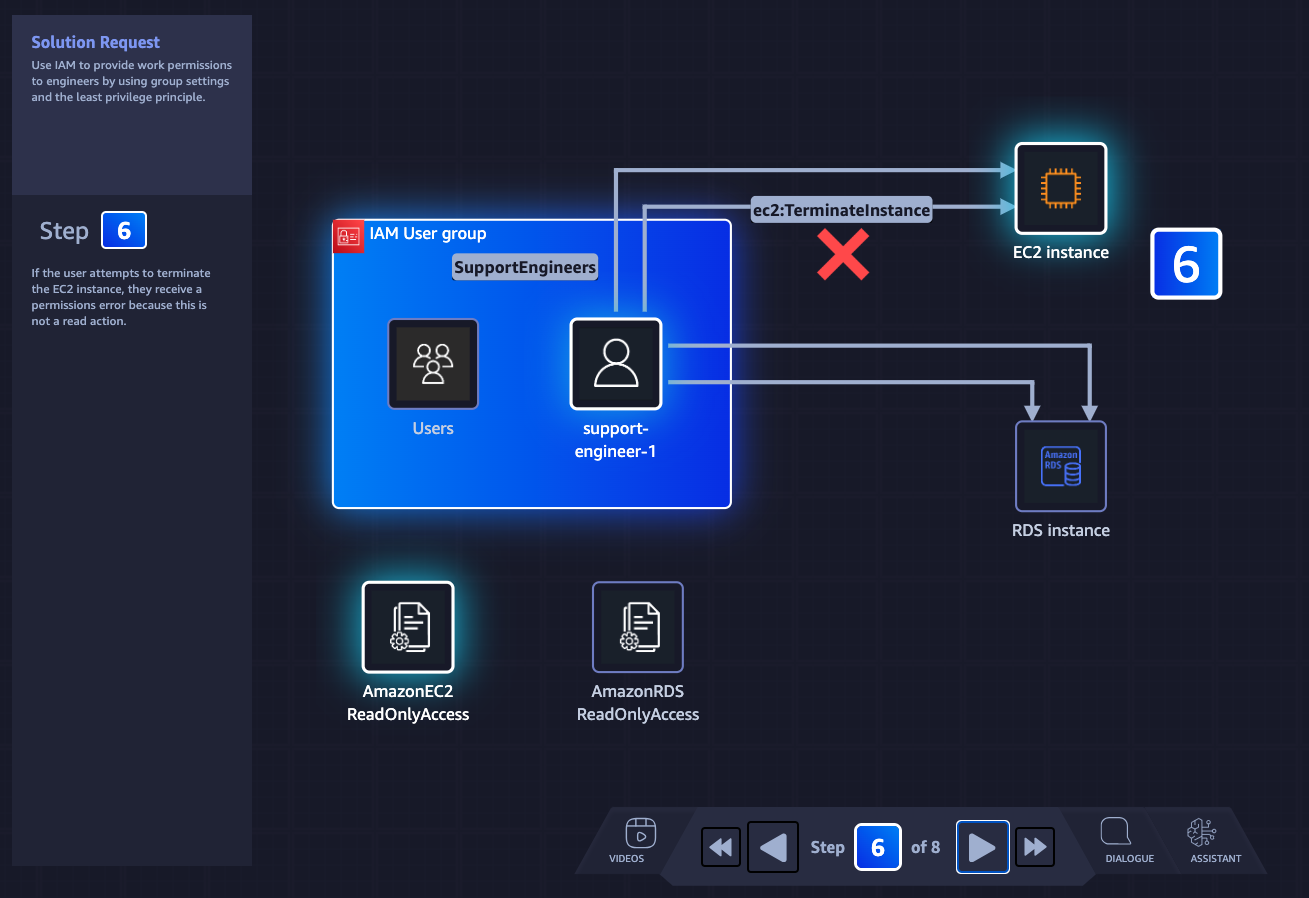 Solution Request
Use IAM to provide work permissions
to engineers by using group settings
and the least privilege principle.
Step 6
If the user attempts to terminate
the EC2 instance, they receive a
permissions error because this is
not a read action.
IAM User group
SupportEngineers
Users
support-
engineer-1
ec2:TerminateInstance
EC2 instance
6
Amazon
RDS
RDS instance
AmazonEC2
ReadOnlyAccess
AmazonRDS
ReadOnlyAccess
VIDEOS
Step 6 of 8
DIALOGUE
ASSISTANT